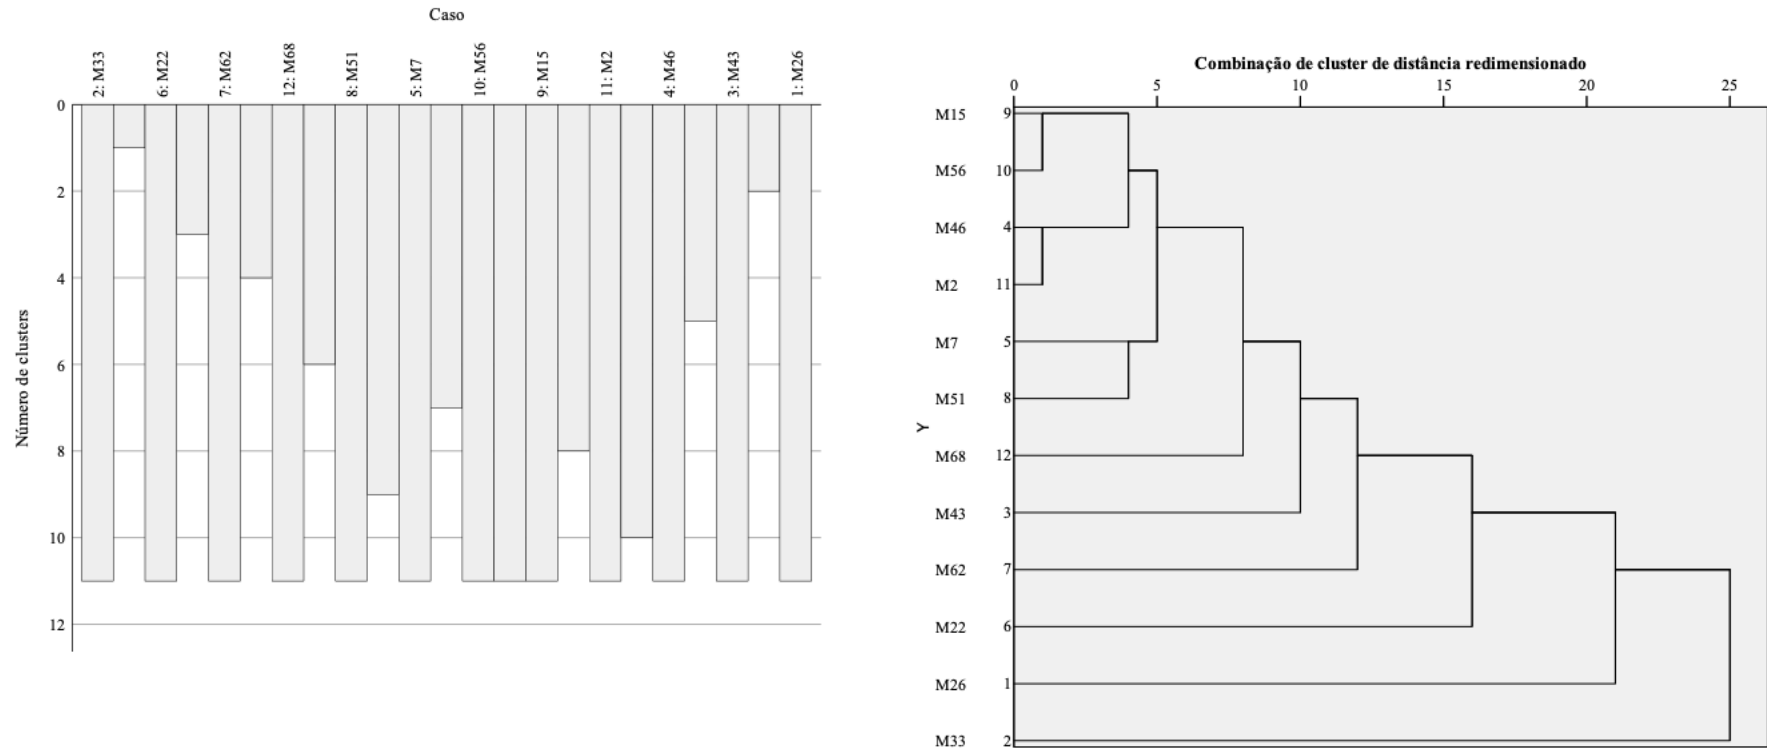 Caso
2: M33
6: M22
7: M62
12: M68
8: M51
5: M7
10: M56
9: M15
11: M2
4: M46
3: M43
1: M26
Número de clusters
0
2
4
6
8
10
12
Combinação de cluster de distância redimensionado
0 5 10 15 20 25
Y
M15 9
M56 10
M46 4
M2 11
M7 5
M51 8
M68 12
M43 3
M62 7
M22 6
M26 1
M33 2